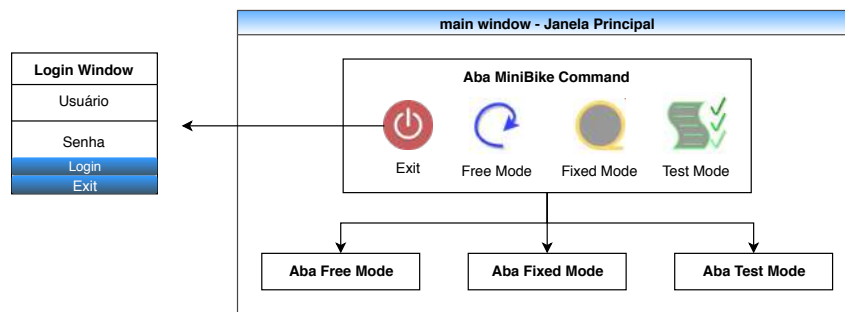 main window - Janela Principal
Login Window
Usuário
Senha
Login
Exit
Aba MiniBike Command
Exit
Free Mode
Fixed Mode
Test Mode
Aba Free Mode
Aba Fixed Mode
Aba Test Mode